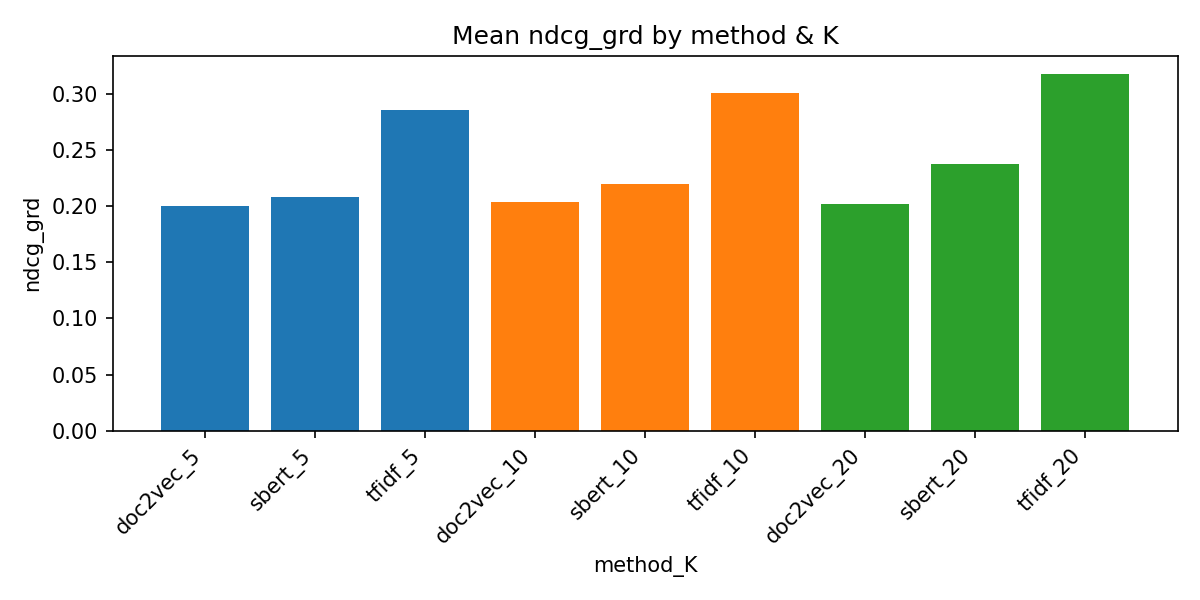 Mean ndcg_grd by method & K
ndcg_grd
0.30
0.25
0.20
0.15
0.10
0.05
0.00
doc2vec_5
sbert_5
tfidf_5
doc2vec_10
sbert_10
tfidf_10
doc2vec_20
sbert_20
tfidf_20
method_K